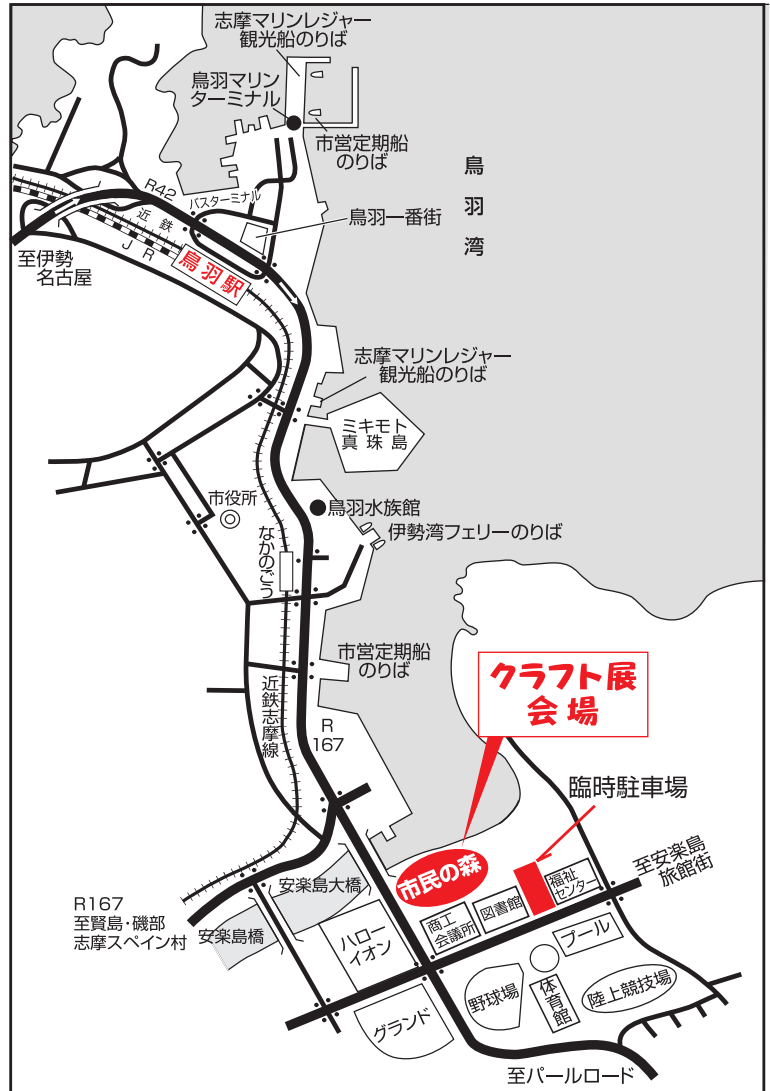 志摩マリンレジャー
観光船のりば
鳥羽マリン
ターミナル
市営定期船
のりば
鳥羽湾
R42
バスターミナル
近鉄
JR
鳥羽一番街
鳥羽駅
至伊勢
名古屋
志摩マリンレジャー
観光船のりば
ミキモト
真珠島
市役所
鳥羽水族館
伊勢湾フェリーのりば
なかのごう
市営定期船
のりば
クラフト展
会場
近鉄志摩線
R
167
臨時駐車場
市民の森
至安楽島
旅館街
福祉
センター
図書館
商工
会議所
安楽島大橋
R167
至賢島・磯部
志摩スペイン村
安楽島橋
ハロー
イオン
プール
野球場
体育館
陸上競技場
グランド
至パールロード